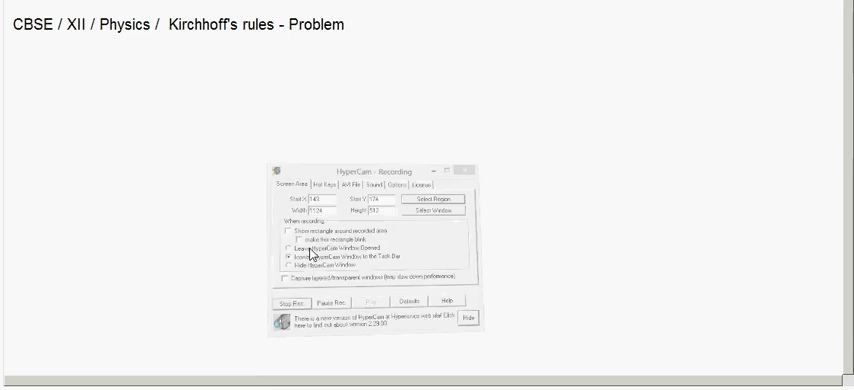 CBSE / XII / Physics / Kirchhoff's rules - Problem
HyperCam - Recording
Screen Area Hot Keys AVI File Sound Options License
Start X 143 Start Y 174 Select Region
Width 1124 Height 512 Select Window
When recording
Show rectangle around recorded area
make this rectangle blink
Leave HyperCam Window Opened
HyperCam Window to the Task Bar
Hide HyperCam Window
Capture layered/transparent windows (may slow down performance)
Stop Rec. Pause Rec. Defaults Help
There is a new version of HyperCam at Hyperionics web site! Click Hide
here to find out about version 2.29.00